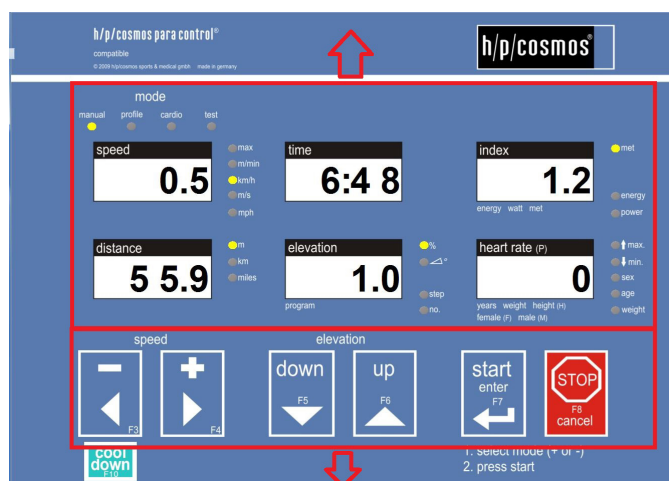 h/p/cosmos para control®
compatible
© 2009 h/p/cosmos sports & medical gmbh made in germany
h/p/cosmos®
mode
manual profile cardio test
speed
0.5
max
m/min
km/h
m/s
mph
time
6:4 8
index
1.2
energy watt met
met
energy
power
distance
5 5.9
m
km
miles
elevation
1.0
program
%
°
step
no.
heart rate (P)
0
years weight height (H)
female (F) male (M)
max.
min.
sex
age
weight
speed elevation
-
F3
+
F4
down
F5
up
F6
start
enter
F7
STOP
F8
cancel
cool
down
F10
1. select mode (+ or -)
2. press start